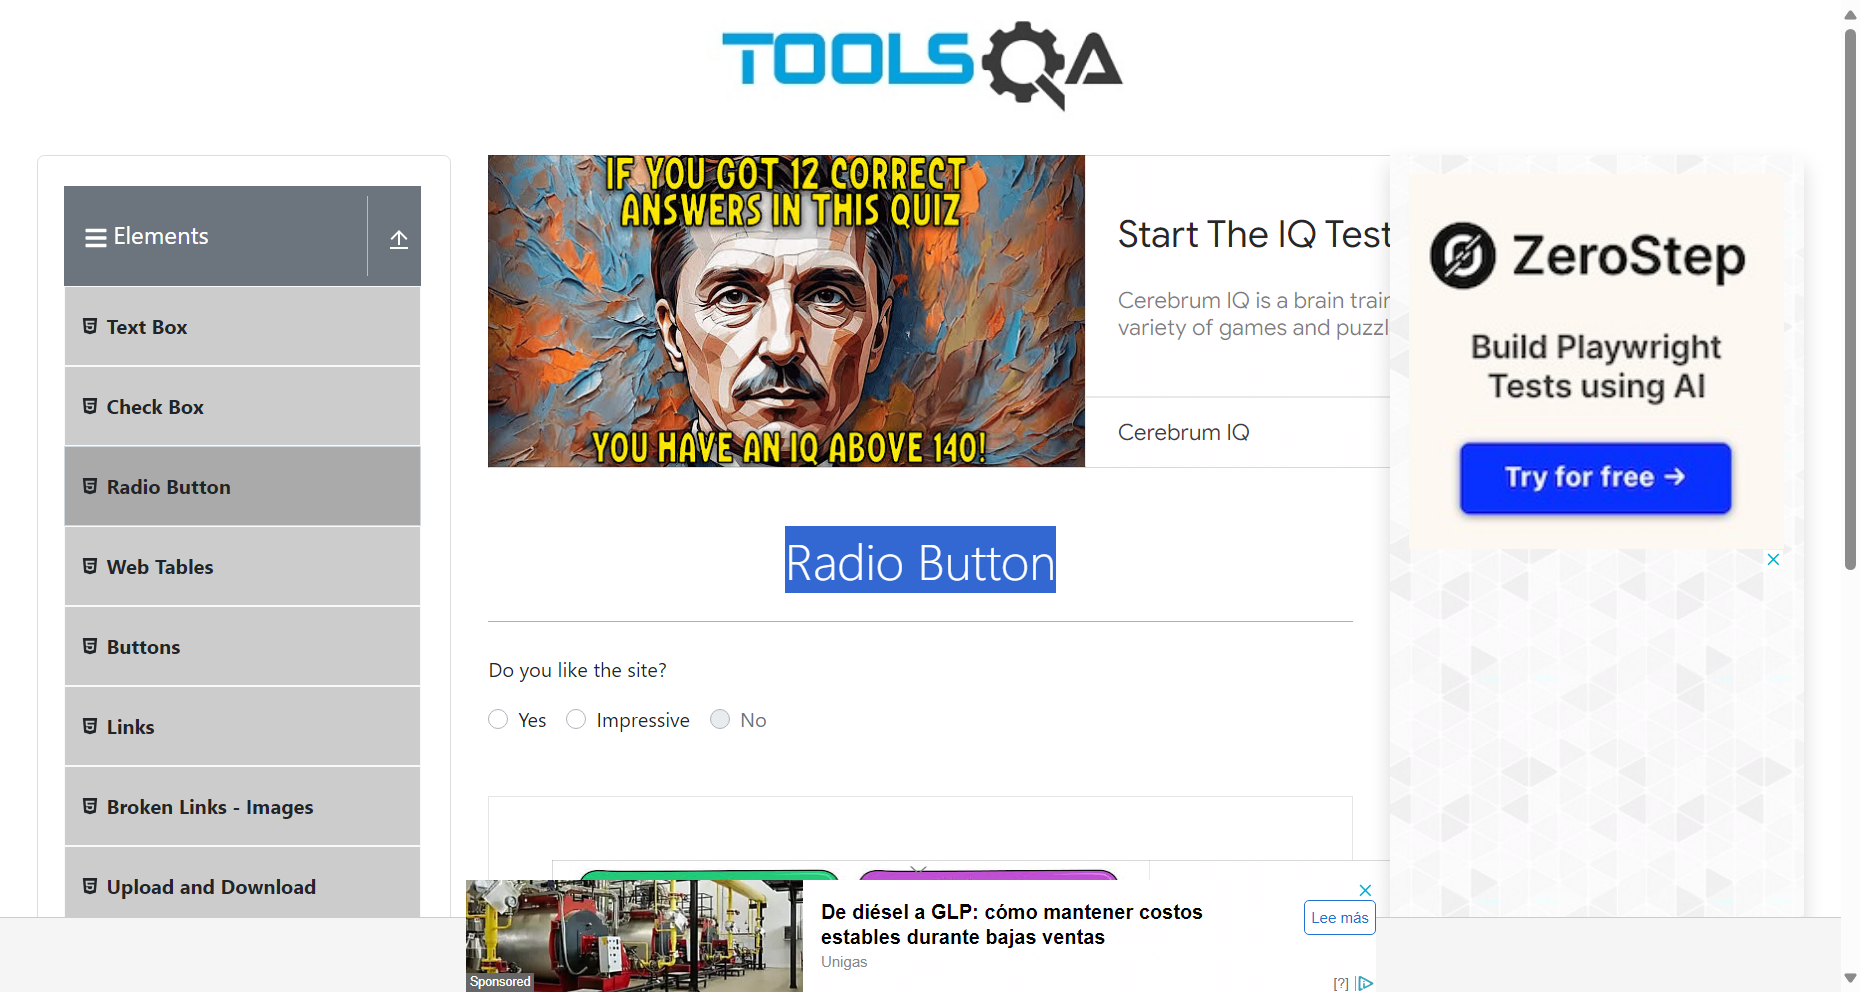 TOOLSQA
Elements
Text Box
Check Box
Radio Button
Web Tables
Buttons
Links
Broken Links - Images
Upload and Download
IF YOU GOT 12 CORRECT
ANSWERS IN THIS QUIZ
YOU HAVE AN IQ ABOVE 140!
Start The IQ Test
Cerebrum IQ is a brain train
variety of games and puzzl
Cerebrum IQ
ZeroStep
Build Playwright
Tests using AI
Try for free →
Radio Button
Do you like the site?
Yes Impressive No
De diésel a GLP: cómo mantener costos
estables durante bajas ventas
Unigas
Lee más
Sponsored
[?]